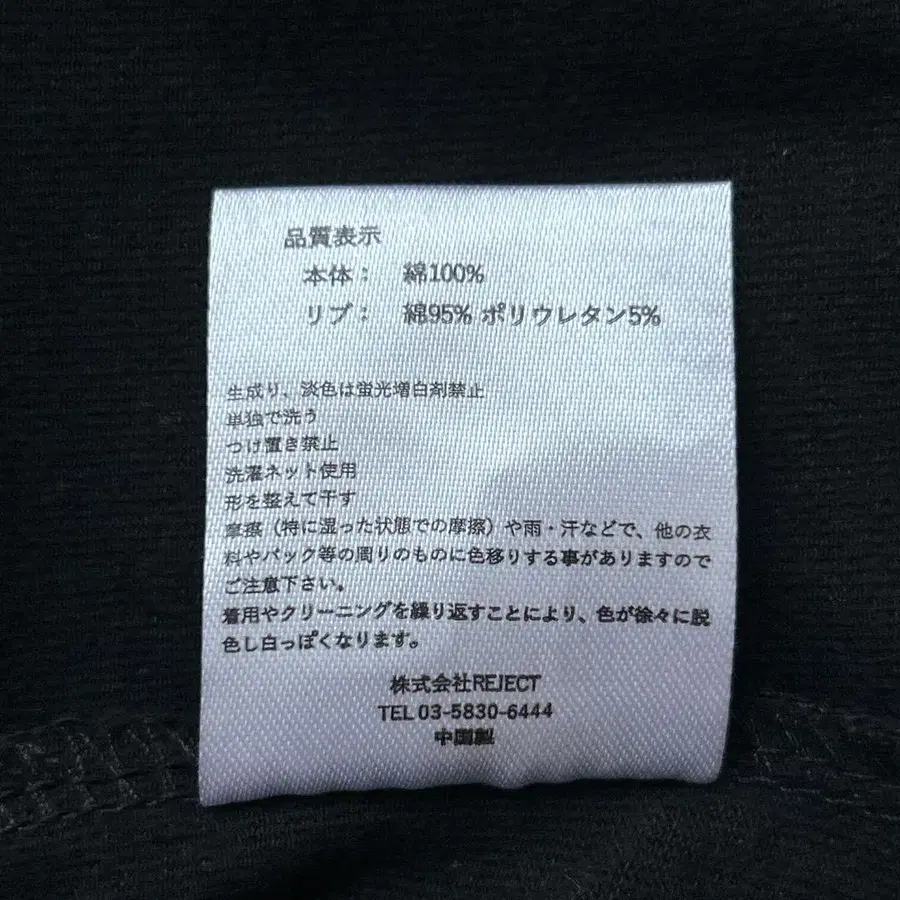 品質表示
本体： 綿100%
リブ： 綿95% ポリウレタン5%
生成り、淡色は蛍光増白剤禁止
単独で洗う
つけ置き禁止
洗濯ネット使用
形を整えて干す
摩擦（特に湿った状態での摩擦）や雨・汗などで、他の衣
料やバック等の周りのものに色移りする事がありますので
ご注意下さい。
着用やクリーニングを繰り返すことにより、色が徐々に脱
色し白っぽくなります。
株式会社REJECT
TEL 03-5830-6444
中国製